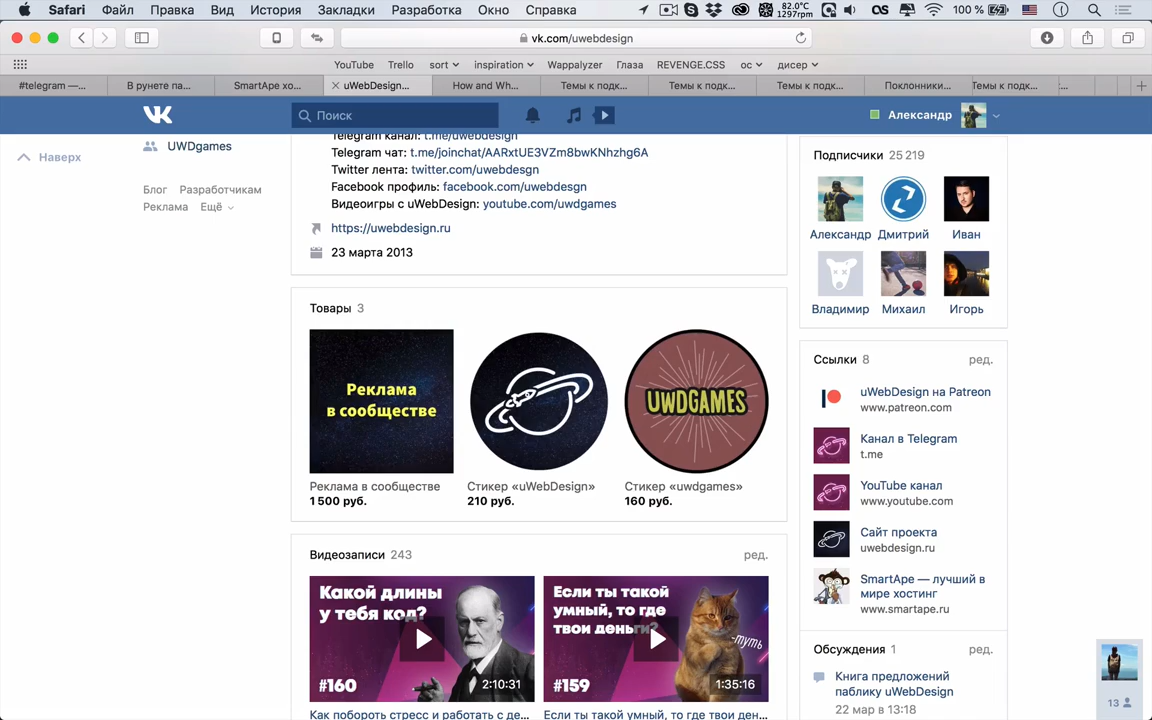 Safari Файл Правка Вид История Закладки Разработка Окно Справка
82.0°C
1297rpm
100 %
vk.com/uwebdesign
YouTube Trello sort inspiration Wappalyzer Глаза REVENGE.CSS ос дисер
#telegram —...
В рунете па...
SmartApe хо...
uWebDesign...
How and Wh...
Темы к подк...
Темы к подк...
Темы к подк...
Поклонники...
Темы к подк...
Поиск
Александр
Наверх
UWDgames
Блог Разработчикам
Реклама Ещё
Telegram канал: t.me/uwebdesign
Telegram чат: t.me/joinchat/AARxtUE3VZm8bwKNhzhg6A
Twitter лента: twitter.com/uwebdesgn
Facebook профиль: facebook.com/uwebdesgn
Видеоигры с uWebDesign: youtube.com/uwdgames
https://uwebdesign.ru
23 марта 2013
Товары 3
Реклама
в сообществе
UWDGAMES
Реклама в сообществе
1 500 руб.
Стикер «uWebDesign»
210 руб.
Стикер «uwdgames»
160 руб.
Видеозаписи 243
ред.
Какой длины
у тебя код?
#160
2:10:31
Если ты такой
умный, то где
твои деньги?
-муть
#159
1:35:16
Как побороть стресс и работать с де...
Если ты такой умный, то где твои ден...
Подписчики 25 219
Александр Дмитрий Иван
Владимир Михаил Игорь
Ссылки 8
ред.
uWebDesign на Patreon
www.patreon.com
Канал в Telegram
t.me
YouTube канал
www.youtube.com
Сайт проекта
uwebdesign.ru
SmartApe — лучший в
мире хостинг
www.smartape.ru
Обсуждения 1
ред.
Книга предложений
паблику uWebDesign
22 мар в 13:18
13